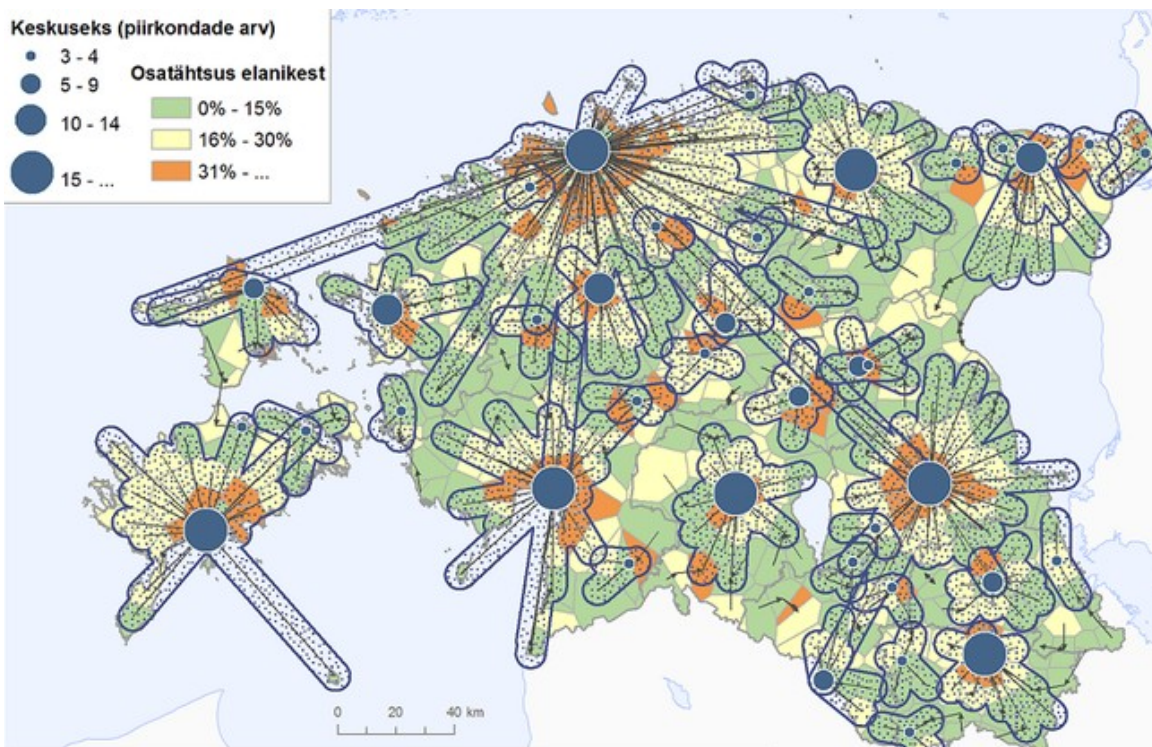 Keskuseks (piirkondade arv)
3 - 4
5 - 9
10 - 14
15 - ...
Osatähtsus elanikest
0% - 15%
16% - 30%
31% - ...
0 20 40 km